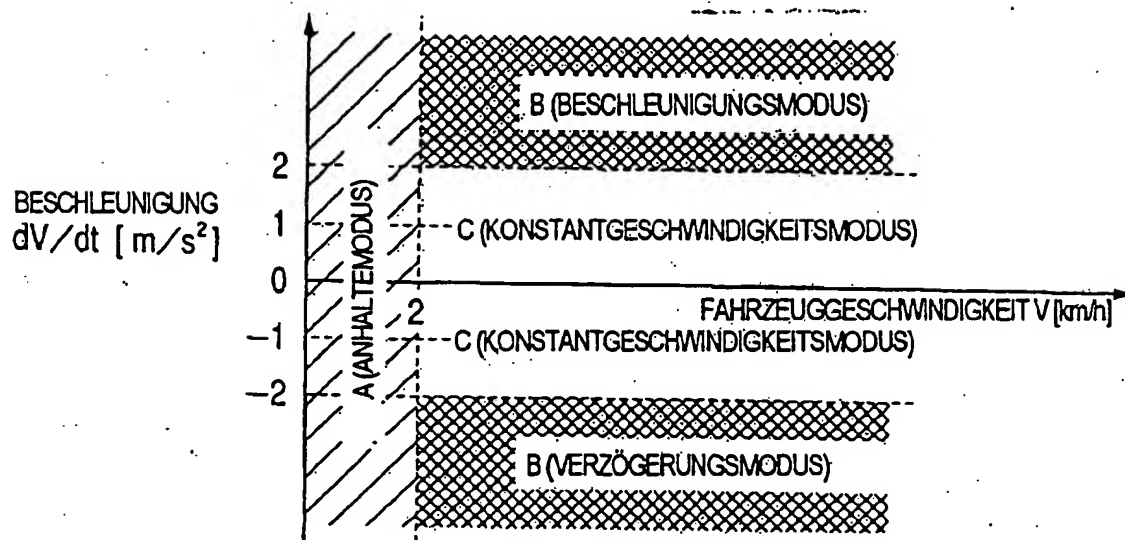 B (BESCHLEUNIGUNGSMODUS)
2
BESCHLEUNIGUNG
dV/dt [m/s²]
1
C (KONSTANTGESCHWINDIGKEITSMODUS)
A (ANHALTEMODUS)
0
2
FAHRZEUGGESCHWINDIGKEIT V [km/h]
−1
C (KONSTANTGESCHWINDIGKEITSMODUS)
−2
B (VERZÖGERUNGSMODUS)